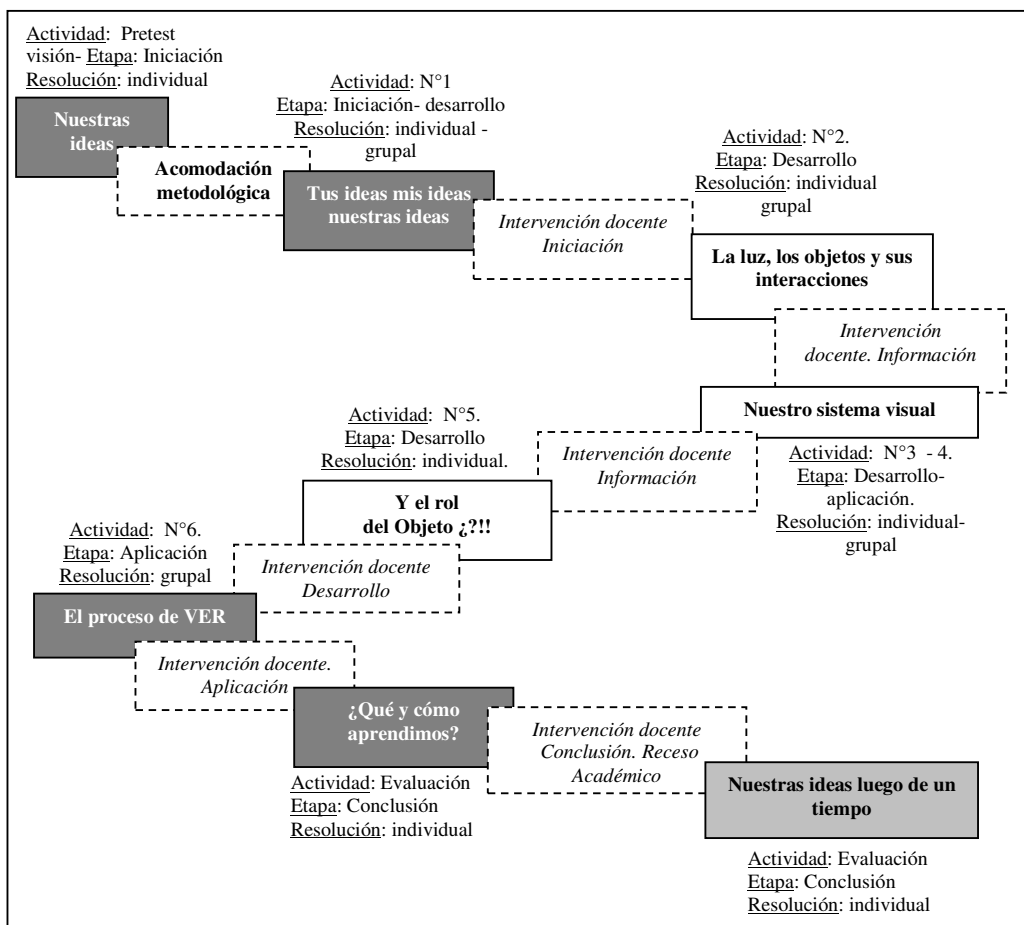 Actividad: Pretest
visión- Etapa: Iniciación
Resolución: individual
Nuestras
ideas
Acomodación
metodológica
Actividad: N°1
Etapa: Iniciación- desarrollo
Resolución: individual -
grupal
Tus ideas mis ideas
nuestras ideas
Intervención docente
Iniciación
Actividad: N°2.
Etapa: Desarrollo
Resolución: individual
grupal
La luz, los objetos y sus
interacciones
Intervención
docente. Información
Nuestro sistema visual
Actividad: N°3 - 4.
Etapa: Desarrollo-
aplicación.
Resolución: individual-
grupal
Intervención docente
Información
Actividad: N°5.
Etapa: Desarrollo
Resolución: individual.
Y el rol
del Objeto ¿?!!
Intervención docente
Desarrollo
Actividad: N°6.
Etapa: Aplicación
Resolución: grupal
El proceso de VER
Intervención docente.
Aplicación
¿Qué y cómo
aprendimos?
Actividad: Evaluación
Etapa: Conclusión
Resolución: individual
Intervención docente
Conclusión. Receso
Académico
Nuestras ideas luego de un
tiempo
Actividad: Evaluación
Etapa: Conclusión
Resolución: individual